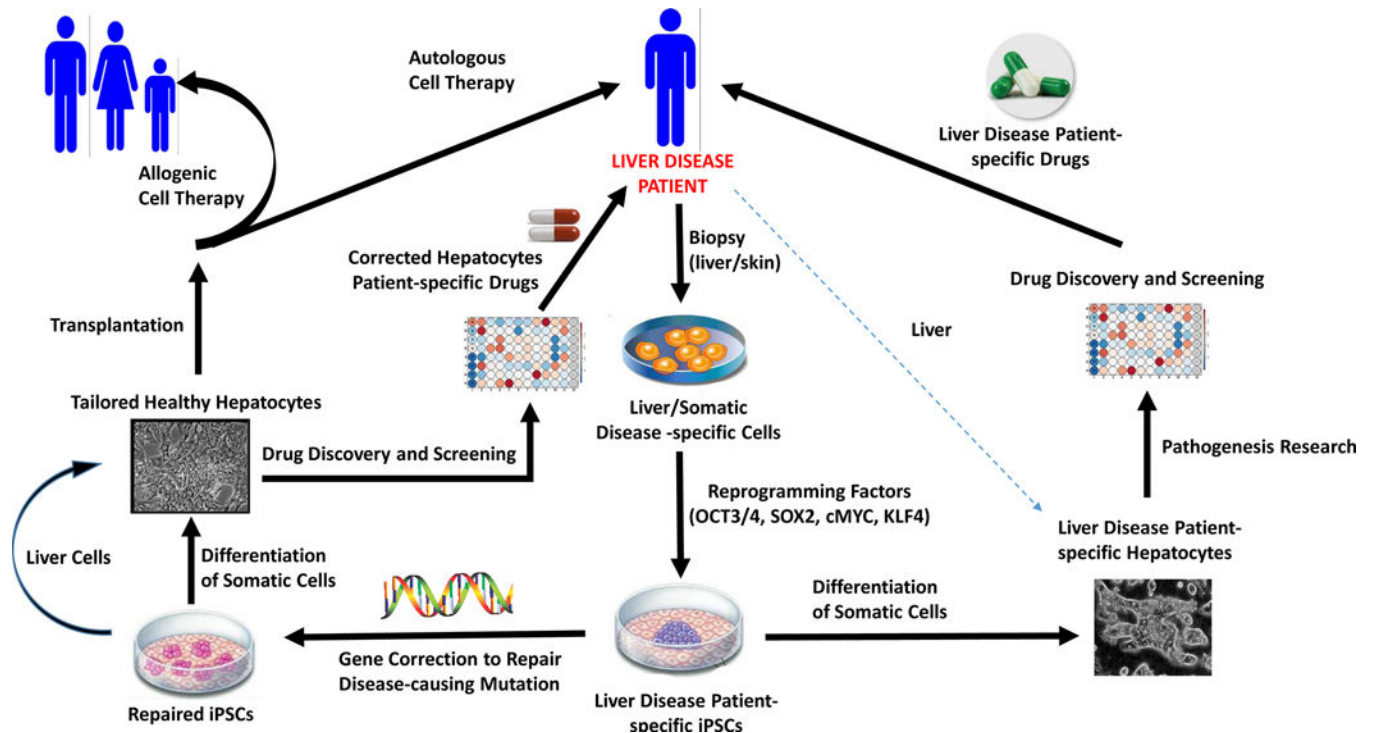 Autologous
Cell Therapy
Liver Disease Patient-
specific Drugs
LIVER DISEASE
PATIENT
Allogenic
Cell Therapy
Biopsy
(liver/skin)
Corrected Hepatocytes
Patient-specific Drugs
Drug Discovery and Screening
Transplantation
Liver
Tailored Healthy Hepatocytes
Liver/Somatic
Disease -specific Cells
Drug Discovery and Screening
Pathogenesis Research
Reprogramming Factors
(OCT3/4, SOX2, cMYC, KLF4)
Liver Disease Patient-
specific Hepatocytes
Liver Cells
Differentiation
of Somatic Cells
Differentiation
of Somatic Cells
Gene Correction to Repair
Disease-causing Mutation
Repaired iPSCs
Liver Disease Patient-
specific iPSCs